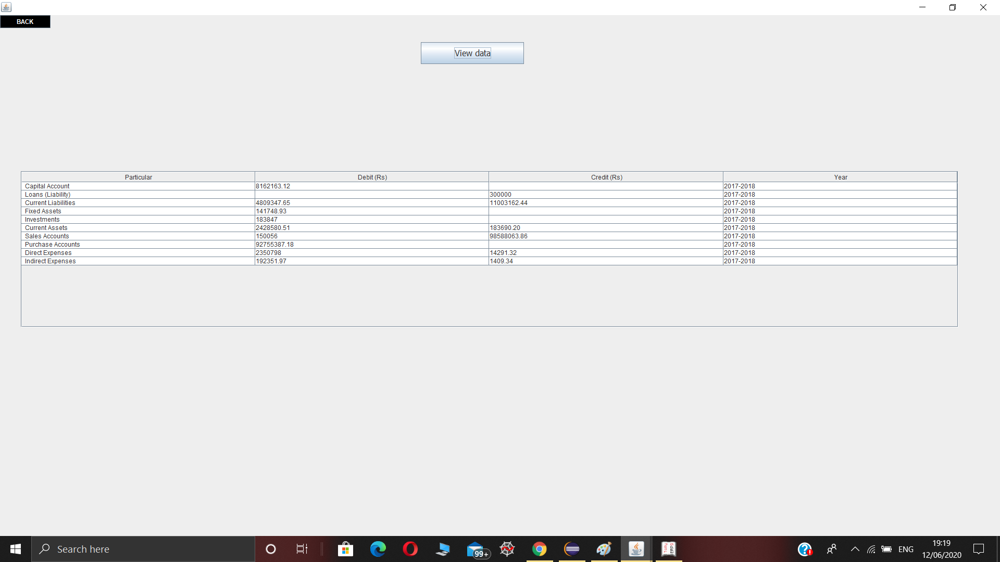 BACK
View data
Particular Debit (Rs) Credit (Rs) Year
Capital Account 8162163.12 2017-2018
Loans (Liability) 300000 2017-2018
Current Liabilities 4809347.65 11003162.44 2017-2018
Fixed Assets 141748.93 2017-2018
Investments 183847 2017-2018
Current Assets 2428580.51 183690.20 2017-2018
Sales Accounts 150056 98588063.86 2017-2018
Purchase Accounts 92755387.18 2017-2018
Direct Expenses 2350798 14291.32 2017-2018
Indirect Expenses 192351.97 1409.34 2017-2018
Search here
99+
Tally
ERP9
ENG
19:19
12/06/2020